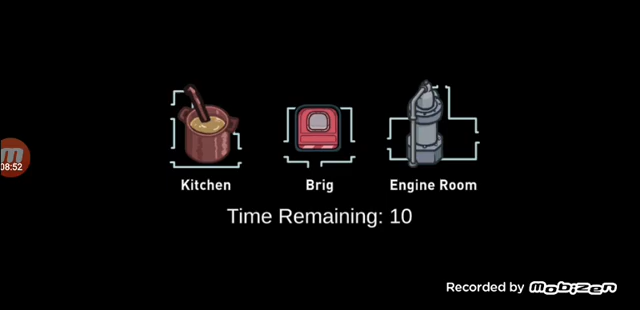 Kitchen
Brig
Engine Room
Time Remaining: 10
08:52
Recorded by Mobizen